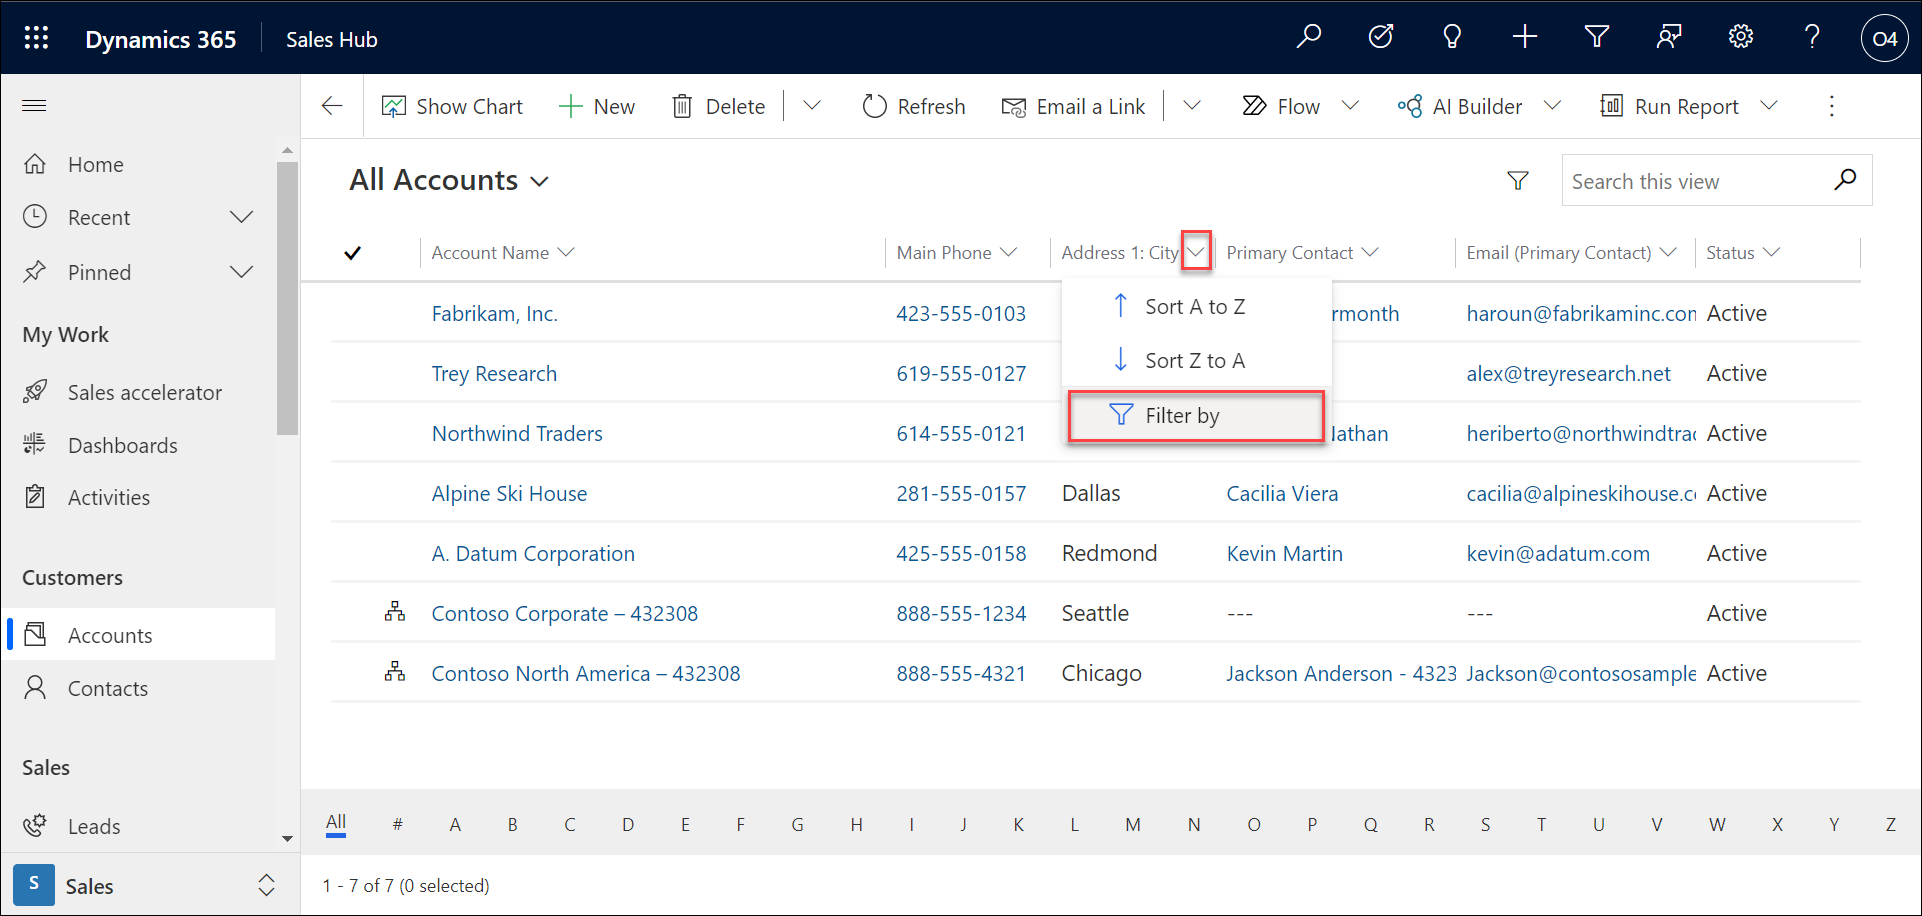 Dynamics 365 Sales Hub O4
Show Chart New Delete Refresh Email a Link Flow AI Builder Run Report
Home
Recent
Pinned
My Work
Sales accelerator
Dashboards
Activities
Customers
Accounts
Contacts
Sales
Leads
S Sales
All Accounts Search this view
Account Name Main Phone Address 1: City Primary Contact Email (Primary Contact) Status
Sort A to Z
Sort Z to A
Filter by
Fabrikam, Inc. 423-555-0103 rmonth haroun@fabrikaminc.con Active
Trey Research 619-555-0127 alex@treyresearch.net Active
Northwind Traders 614-555-0121 lathan heriberto@northwindtrac Active
Alpine Ski House 281-555-0157 Dallas Cacilia Viera cacilia@alpineskihouse.c Active
A. Datum Corporation 425-555-0158 Redmond Kevin Martin kevin@adatum.com Active
Contoso Corporate – 432308 888-555-1234 Seattle --- --- Active
Contoso North America – 432308 888-555-4321 Chicago Jackson Anderson - 4323 Jackson@contososample Active
All # A B C D E F G H I J K L M N O P Q R S T U V W X Y Z
1 - 7 of 7 (0 selected)